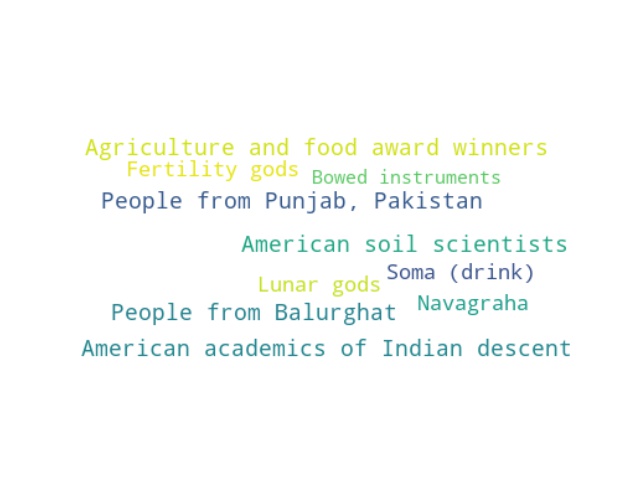 Agriculture and food award winners
Fertility gods
Bowed instruments
People from Punjab, Pakistan
American soil scientists
Soma (drink)
Lunar gods
Navagraha
People from Balurghat
American academics of Indian descent